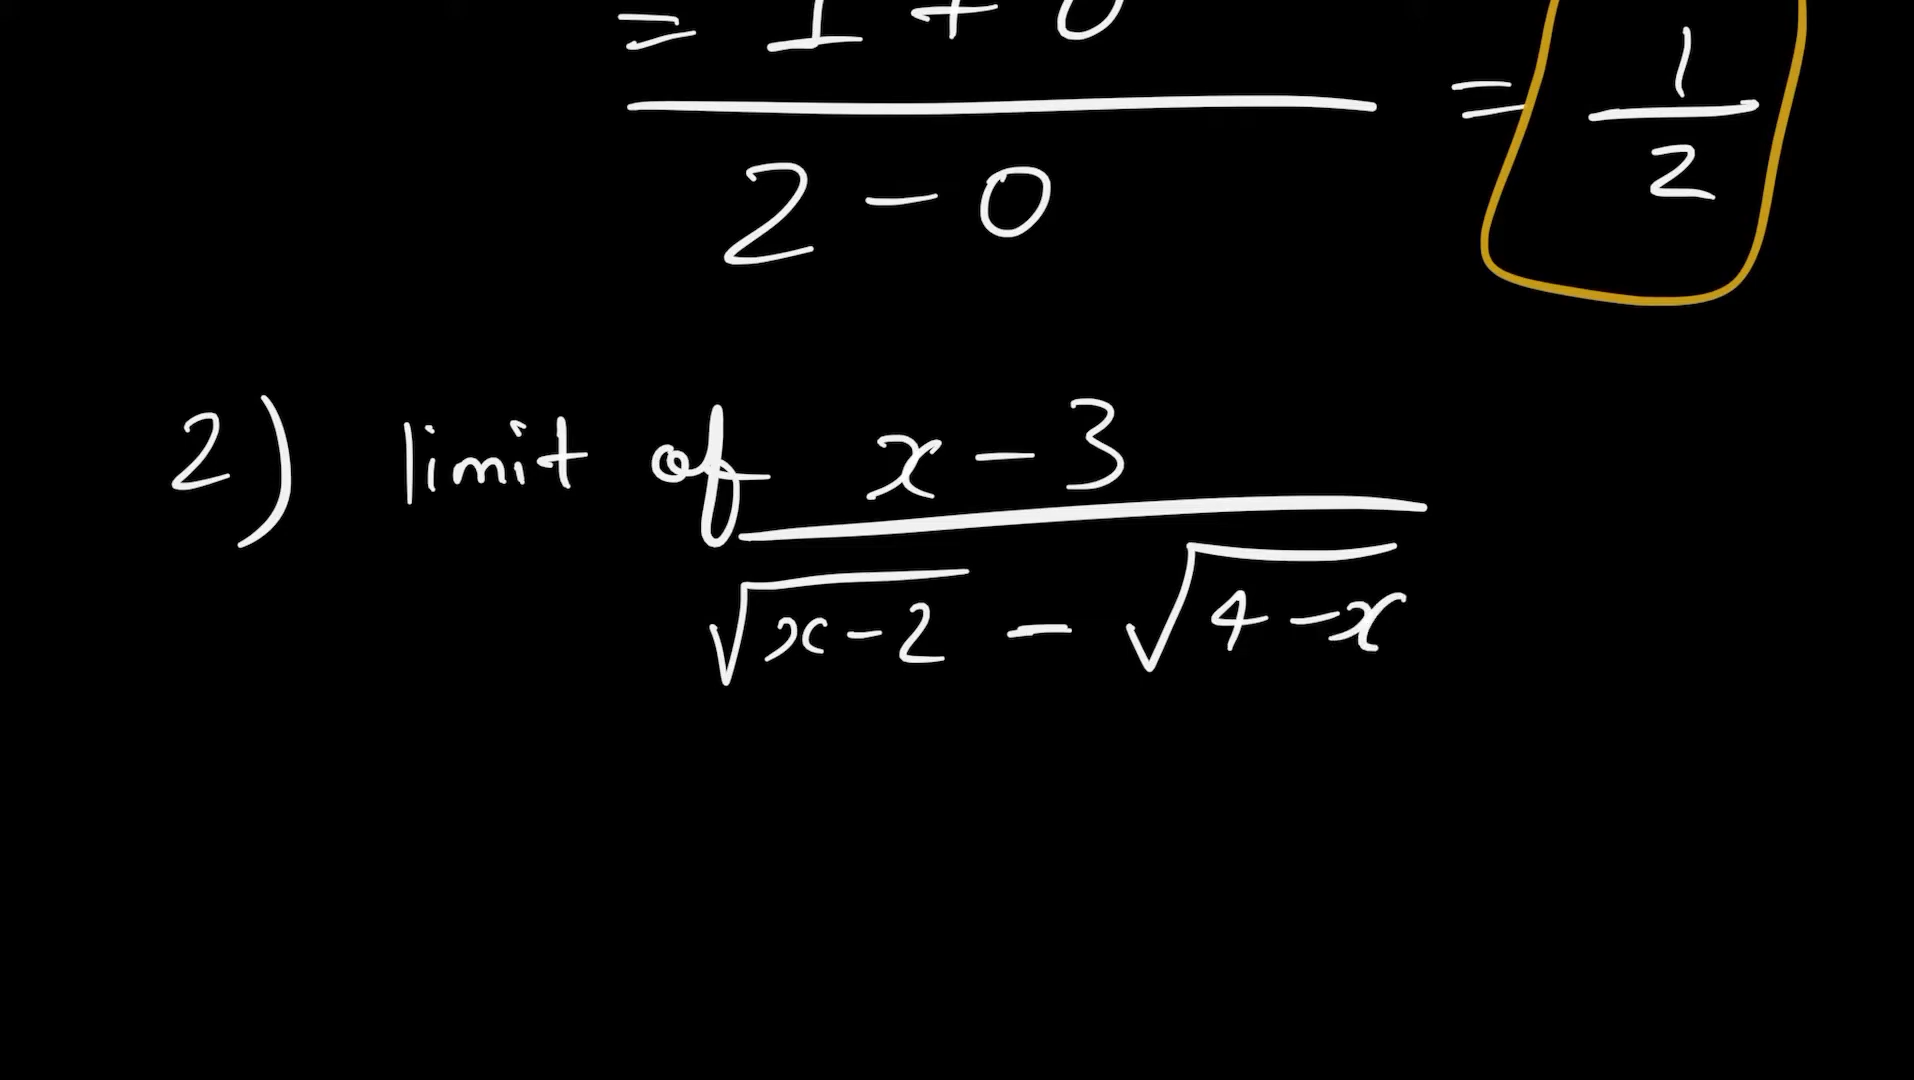 = 1 + 0
2 - 0
= 1/2
2) limit of x - 3
√x-2 - √4-x